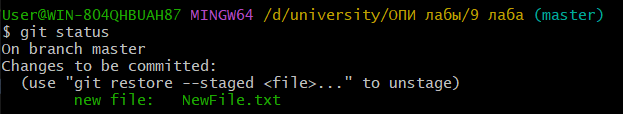 User@WIN-8O4QHBUAH87 MINGW64 /d/university/ОПИ лабы/9 лаба (master)
$ git status
On branch master
Changes to be committed:
  (use "git restore --staged <file>..." to unstage)
        new file:   NewFile.txt